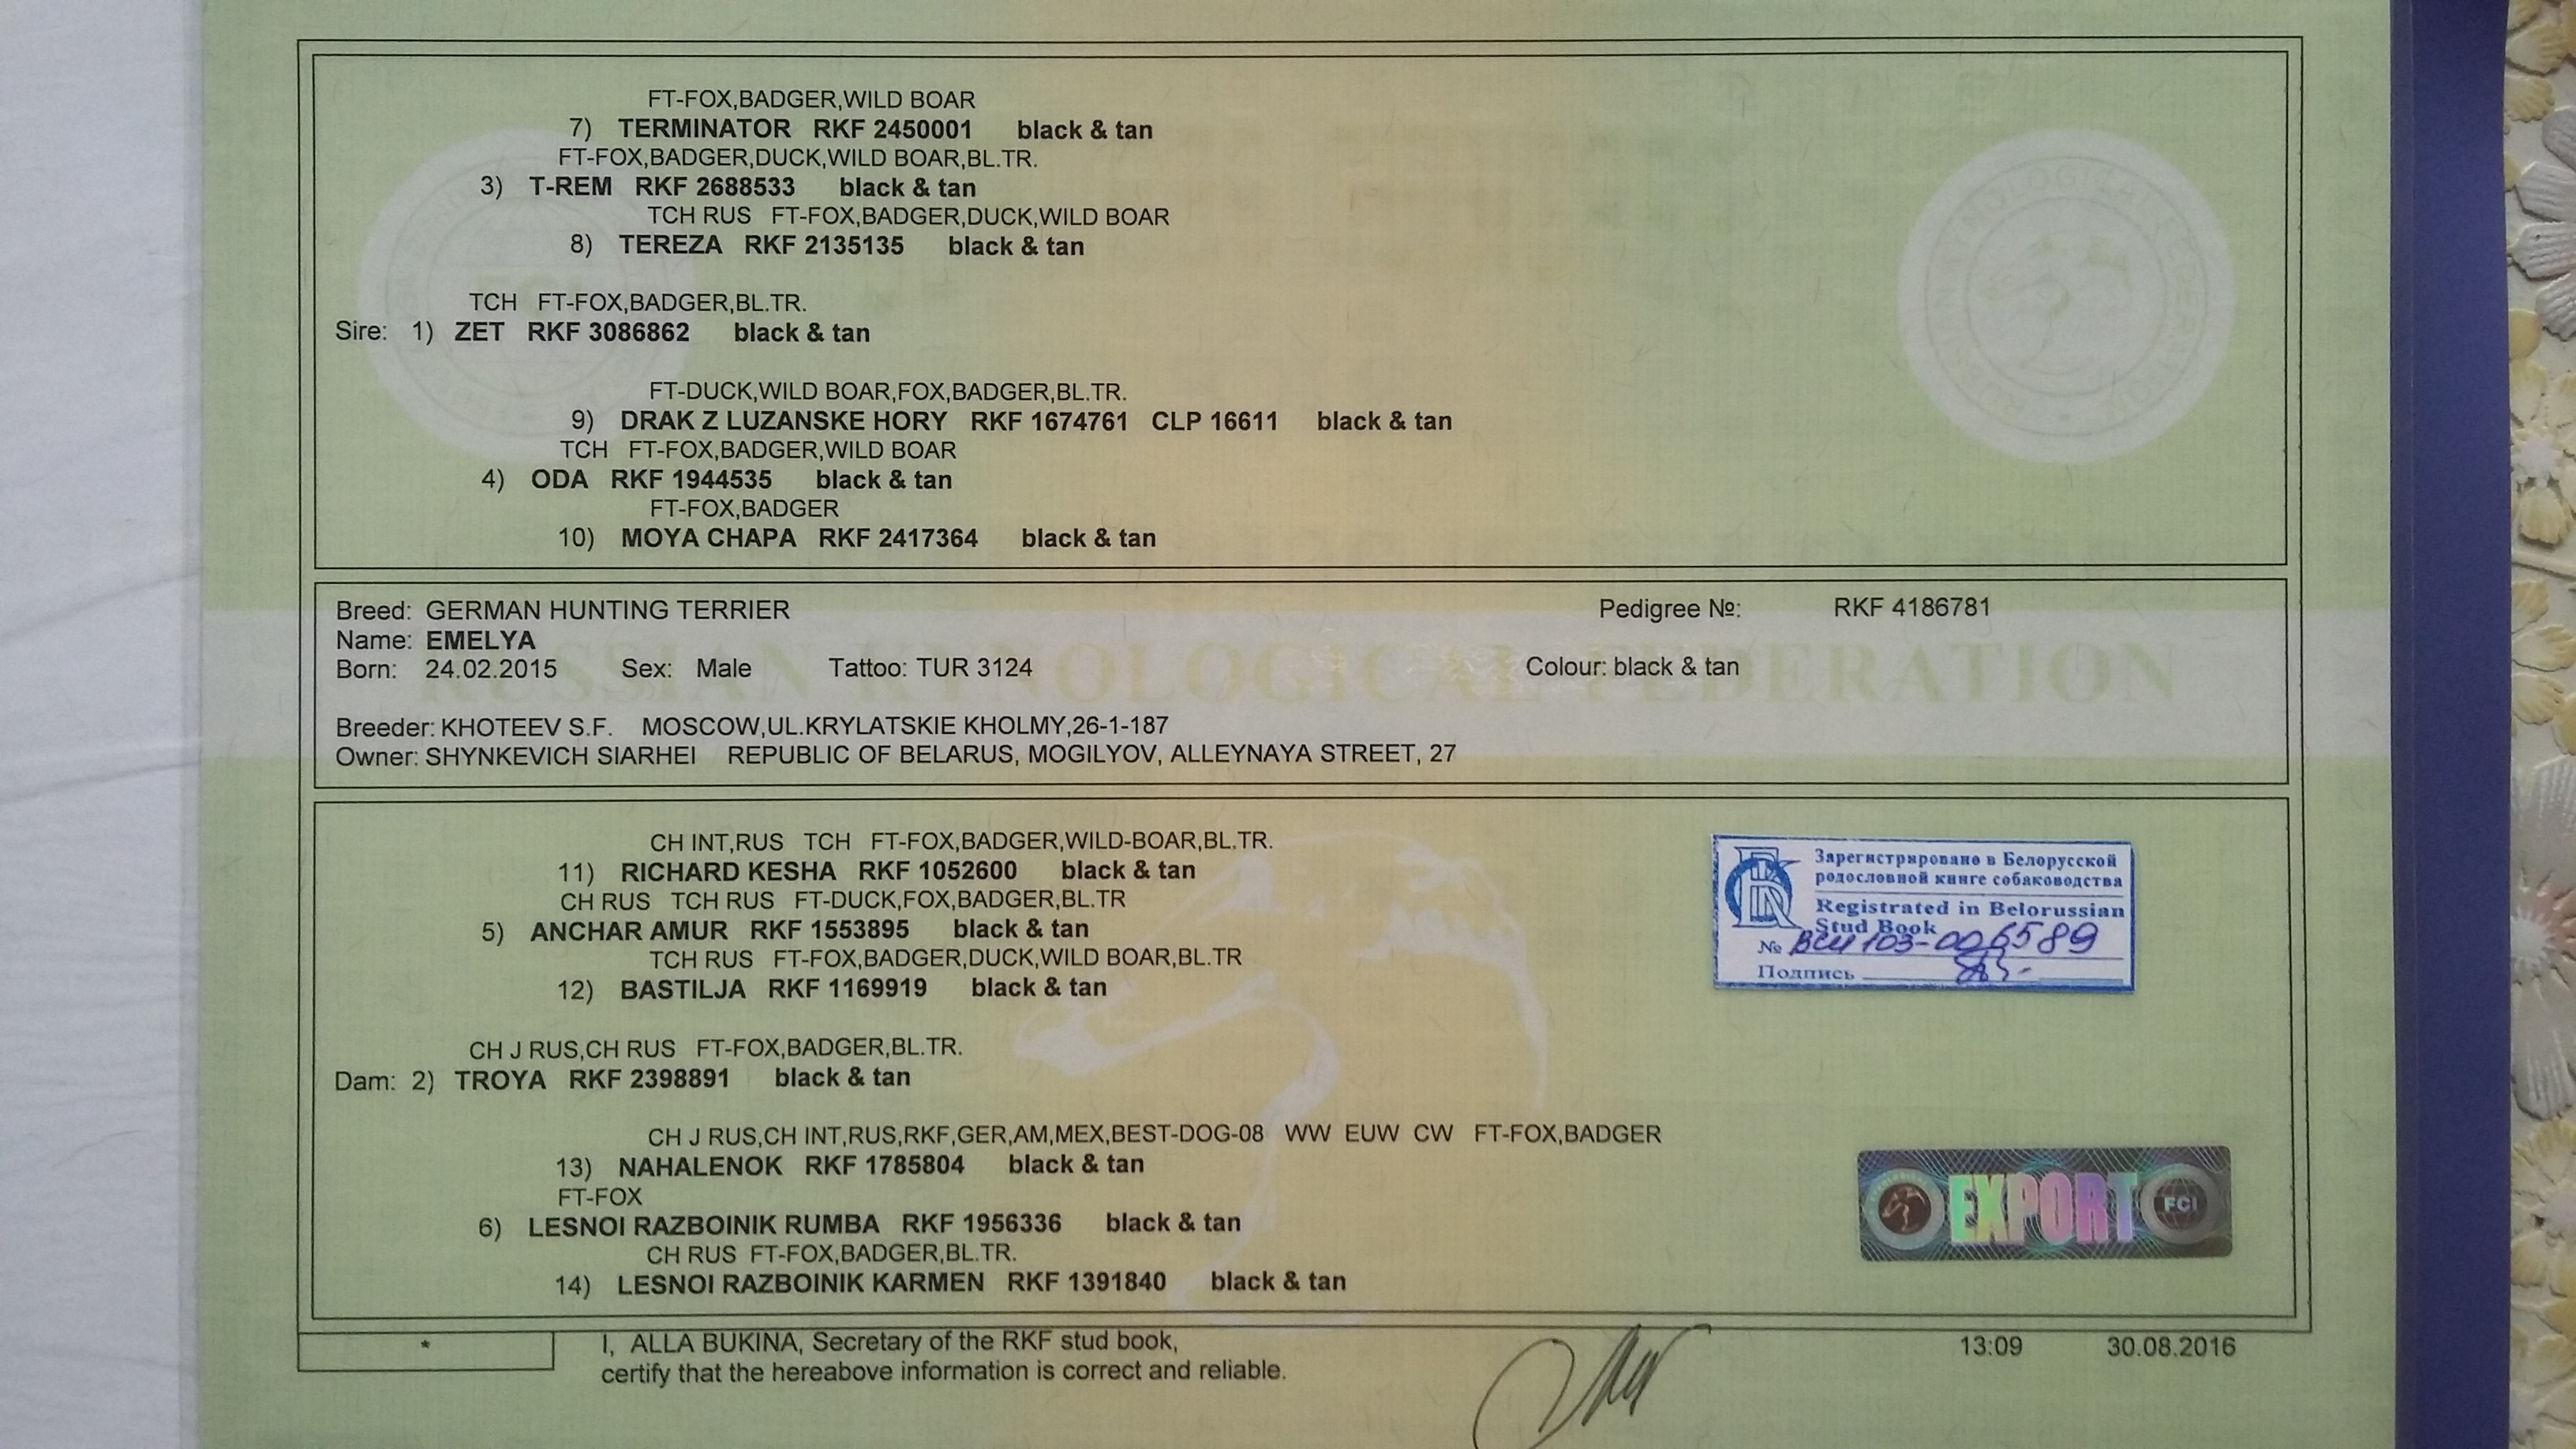 FT-FOX,BADGER,WILD BOAR
7) TERMINATOR RKF 2450001 black & tan
FT-FOX,BADGER,DUCK,WILD BOAR,BL.TR.
3) T-REM RKF 2688533 black & tan
TCH RUS FT-FOX,BADGER,DUCK,WILD BOAR
8) TEREZA RKF 2135135 black & tan
TCH FT-FOX,BADGER,BL.TR.
Sire: 1) ZET RKF 3086862 black & tan
FT-DUCK,WILD BOAR,FOX,BADGER,BL.TR.
9) DRAK Z LUZANSKE HORY RKF 1674761 CLP 16611 black & tan
TCH FT-FOX,BADGER,WILD BOAR
4) ODA RKF 1944535 black & tan
FT-FOX,BADGER
10) MOYA CHAPA RKF 2417364 black & tan
Breed: GERMAN HUNTING TERRIER Pedigree №: RKF 4186781
Name: EMELYA
Born: 24.02.2015 Sex: Male Tattoo: TUR 3124 Colour: black & tan
Breeder: KHOTEEV S.F. MOSCOW,UL.KRYLATSKIE KHOLMY,26-1-187
Owner: SHYNKEVICH SIARHEI REPUBLIC OF BELARUS, MOGILYOV, ALLEYNAYA STREET, 27
CH INT,RUS TCH FT-FOX,BADGER,WILD-BOAR,BL.TR.
11) RICHARD KESHA RKF 1052600 black & tan
CH RUS TCH RUS FT-DUCK,FOX,BADGER,BL.TR
5) ANCHAR AMUR RKF 1553895 black & tan
TCH RUS FT-FOX,BADGER,DUCK,WILD BOAR,BL.TR
12) BASTILJA RKF 1169919 black & tan
Зарегистрировано в Белорусской
родословной книге собаководства
Registrated in Belorussian
Stud Book
№
Подпись
CH J RUS,CH RUS FT-FOX,BADGER,BL.TR.
Dam: 2) TROYA RKF 2398891 black & tan
CH J RUS,CH INT,RUS,RKF,GER,AM,MEX,BEST-DOG-08 WW EUW CW FT-FOX,BADGER
13) NAHALENOK RKF 1785804 black & tan
FT-FOX
6) LESNOI RAZBOINIK RUMBA RKF 1956336 black & tan
CH RUS FT-FOX,BADGER,BL.TR.
14) LESNOI RAZBOINIK KARMEN RKF 1391840 black & tan
EXPORT FCI
* I, ALLA BUKINA, Secretary of the RKF stud book, 13:09 30.08.2016
certify that the hereabove information is correct and reliable.